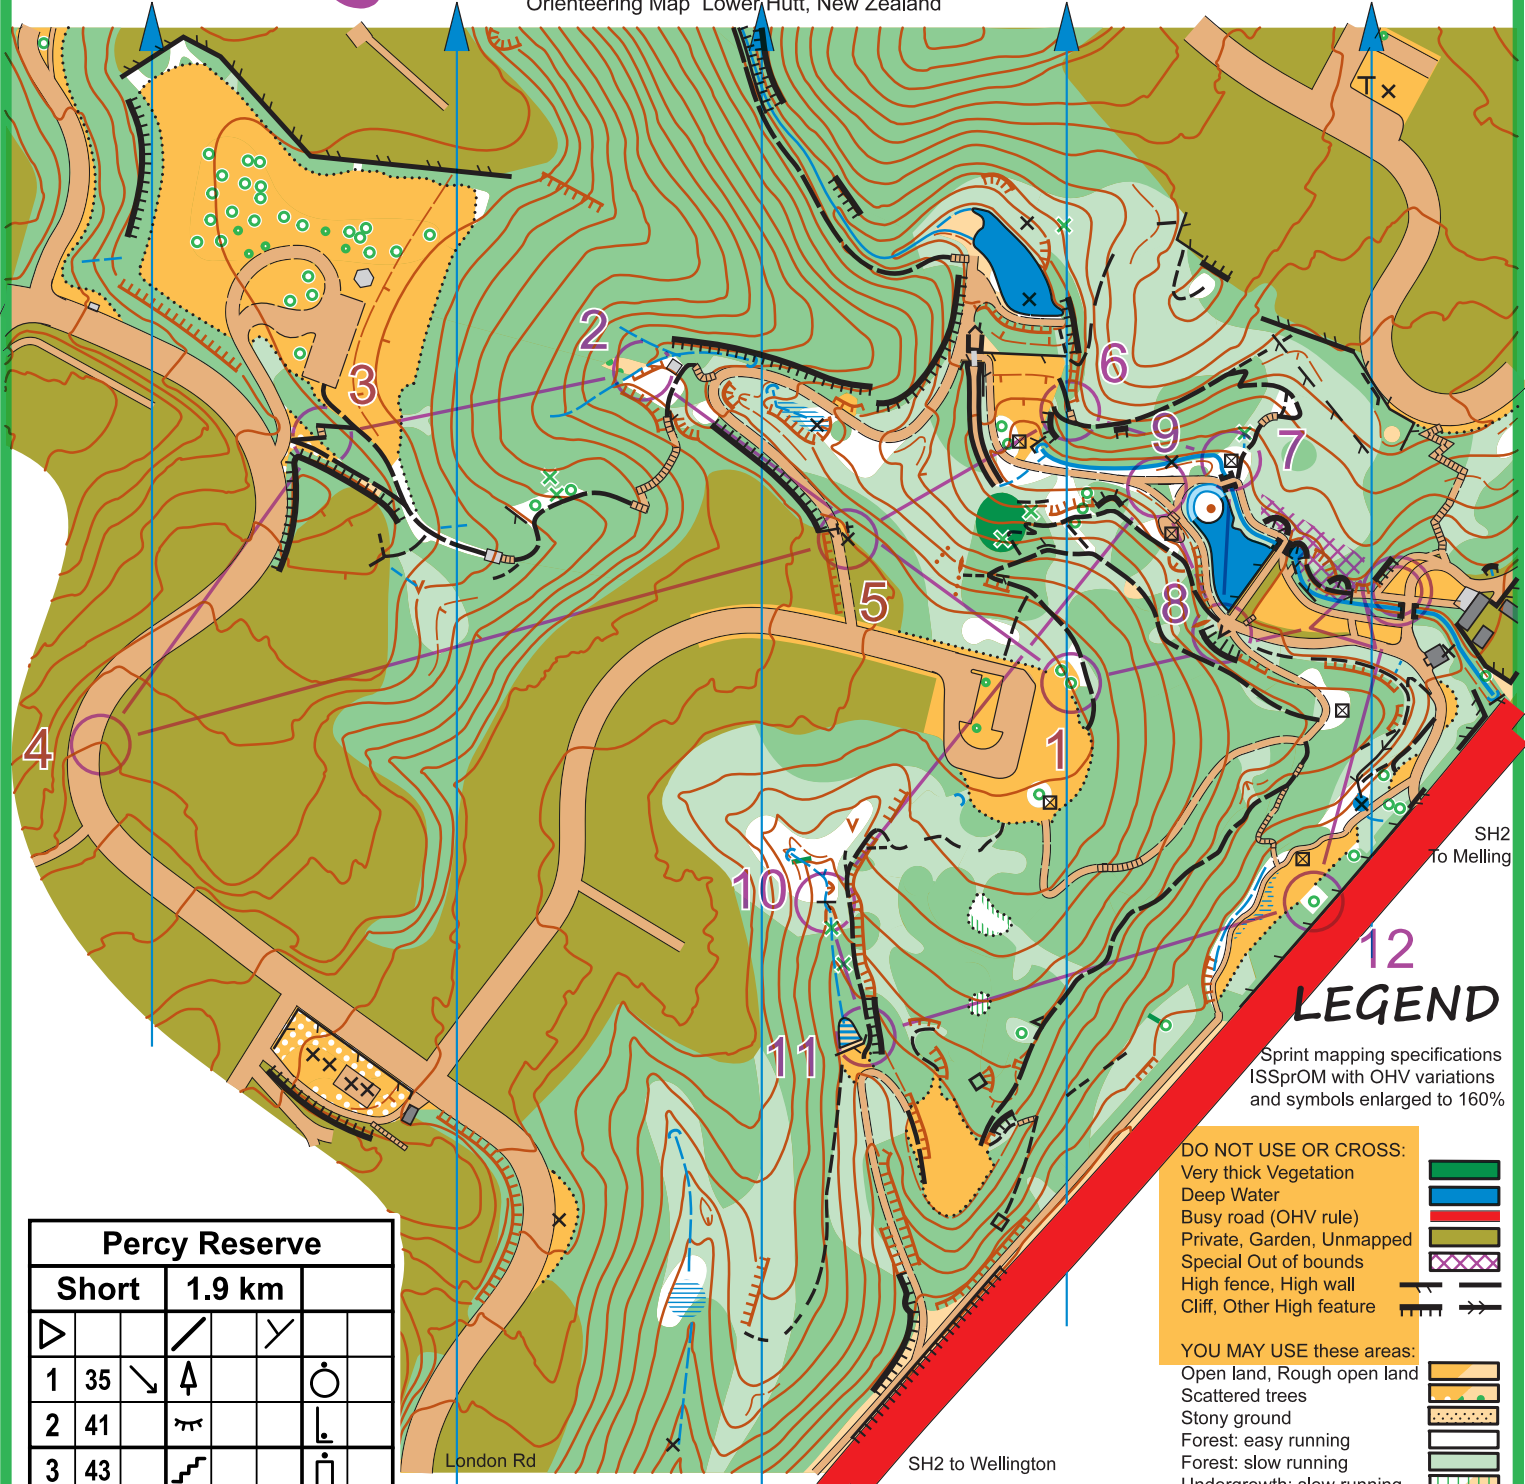 Orienteering Map Lower Hutt, New Zealand
2
3
6
9
7
5
8
4
1
10
11
12
SH2
To Melling
LEGEND
Sprint mapping specifications
ISSprOM with OHV variations
and symbols enlarged to 160%
DO NOT USE OR CROSS:
Very thick Vegetation
Deep Water
Busy road (OHV rule)
Private, Garden, Unmapped
Special Out of bounds
High fence, High wall
Cliff, Other High feature
YOU MAY USE these areas:
Open land, Rough open land
Scattered trees
Stony ground
Forest: easy running
Forest: slow running
Undergrowth: slow running
Percy Reserve
Short 1.9 km
1 35
2 41
3 43
London Rd
SH2 to Wellington